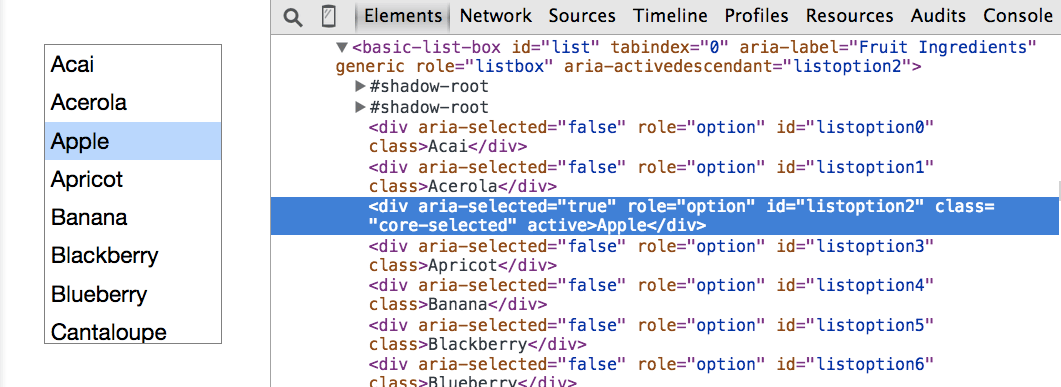 Acai
Acerola
Apple
Apricot
Banana
Blackberry
Blueberry
Cantaloupe
Elements Network Sources Timeline Profiles Resources Audits Console
▼<basic-list-box id="list" tabindex="0" aria-label="Fruit Ingredients"
generic role="listbox" aria-activedescendant="listoption2">
▶#shadow-root
▶#shadow-root
<div aria-selected="false" role="option" id="listoption0"
class>Acai</div>
<div aria-selected="false" role="option" id="listoption1"
class>Acerola</div>
<div aria-selected="true" role="option" id="listoption2" class=
"core-selected" active>Apple</div>
<div aria-selected="false" role="option" id="listoption3"
class>Apricot</div>
<div aria-selected="false" role="option" id="listoption4"
class>Banana</div>
<div aria-selected="false" role="option" id="listoption5"
class>Blackberry</div>
<div aria-selected="false" role="option" id="listoption6"
class>Blueberry</div>